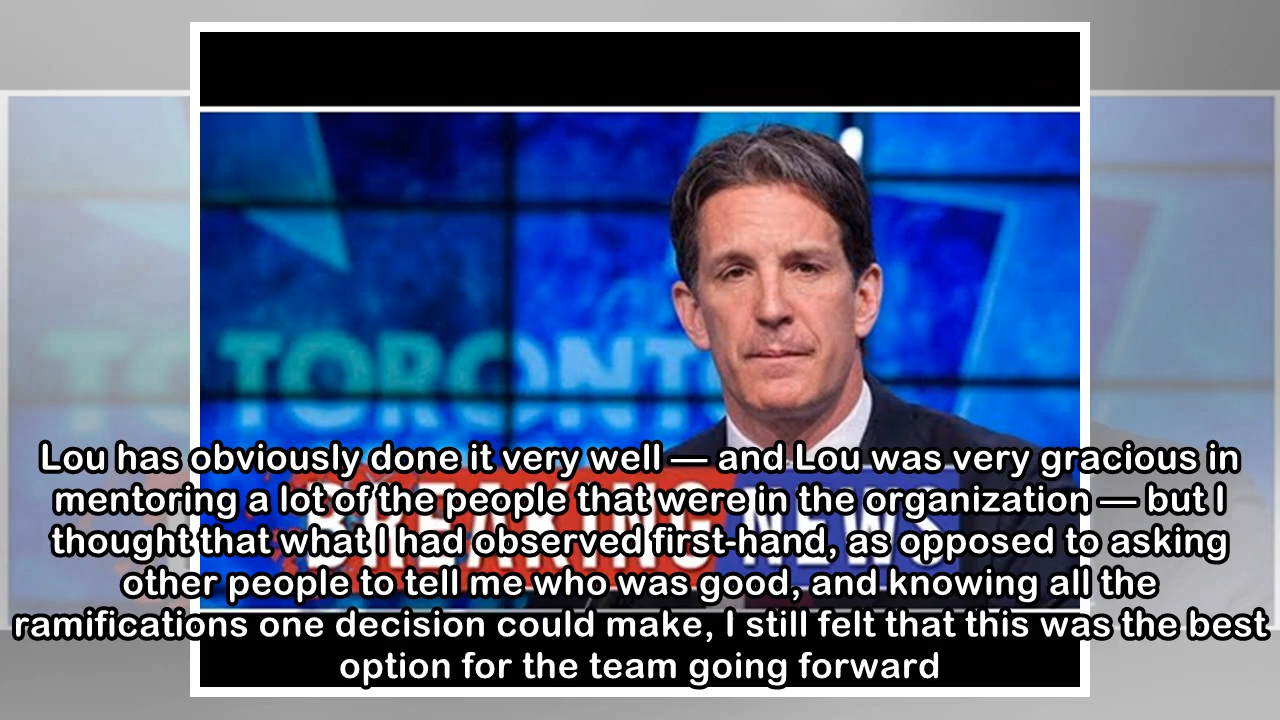 TORONTO
BREAKING NEWS
Lou has obviously done it very well — and Lou was very gracious in
mentoring a lot of the people that were in the organization — but I
thought that what I had observed first-hand, as opposed to asking
other people to tell me who was good, and knowing all the
ramifications one decision could make, I still felt that this was the best
option for the team going forward